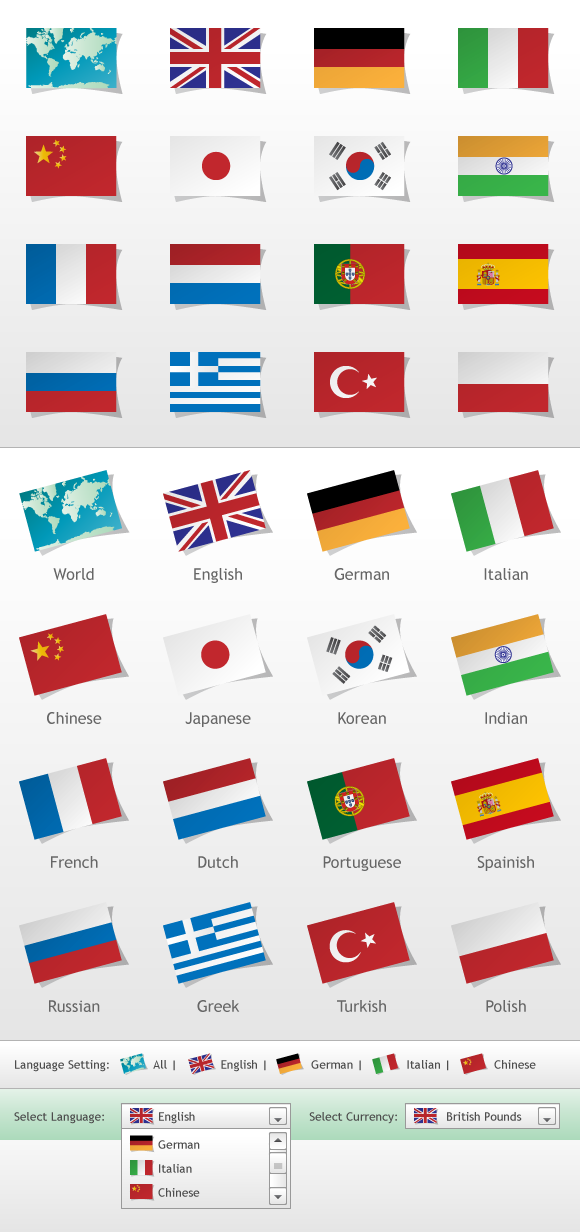 World English German Italian
Chinese Japanese Korean Indian
French Dutch Portuguese Spainish
Russian Greek Turkish Polish
Language Setting: All | English | German | Italian | Chinese
Select Language: English Select Currency: British Pounds
German
Italian
Chinese